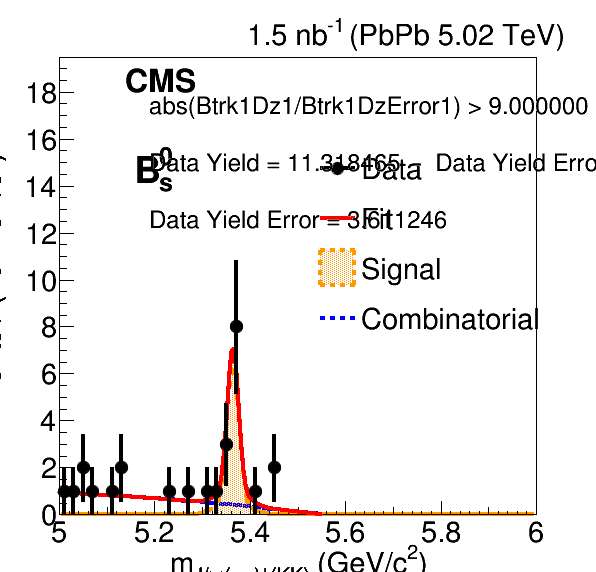 1.5 nb-1 (PbPb 5.02 TeV)
CMS
abs(Btrk1Dz1/Btrk1DzError1) > 9.000000
B0s
Data Yield = 11.318465 - Data Yield Erro
Data
Data Yield Error = 3.611246
Fit
Signal
Combinatorial
18
16
14
12
10
8
6
4
2
0
5 5.2 5.4 5.6 5.8 6
(GeV/c2)